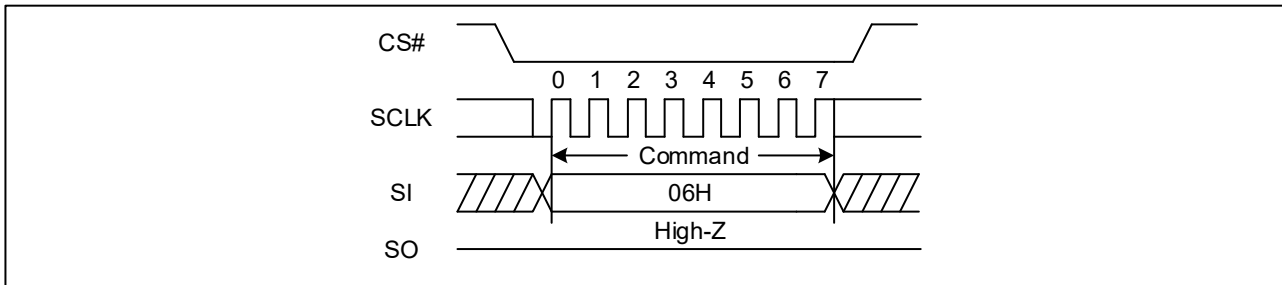 CS#
0 1 2 3 4 5 6 7
SCLK
Command
SI
06H
High-Z
SO